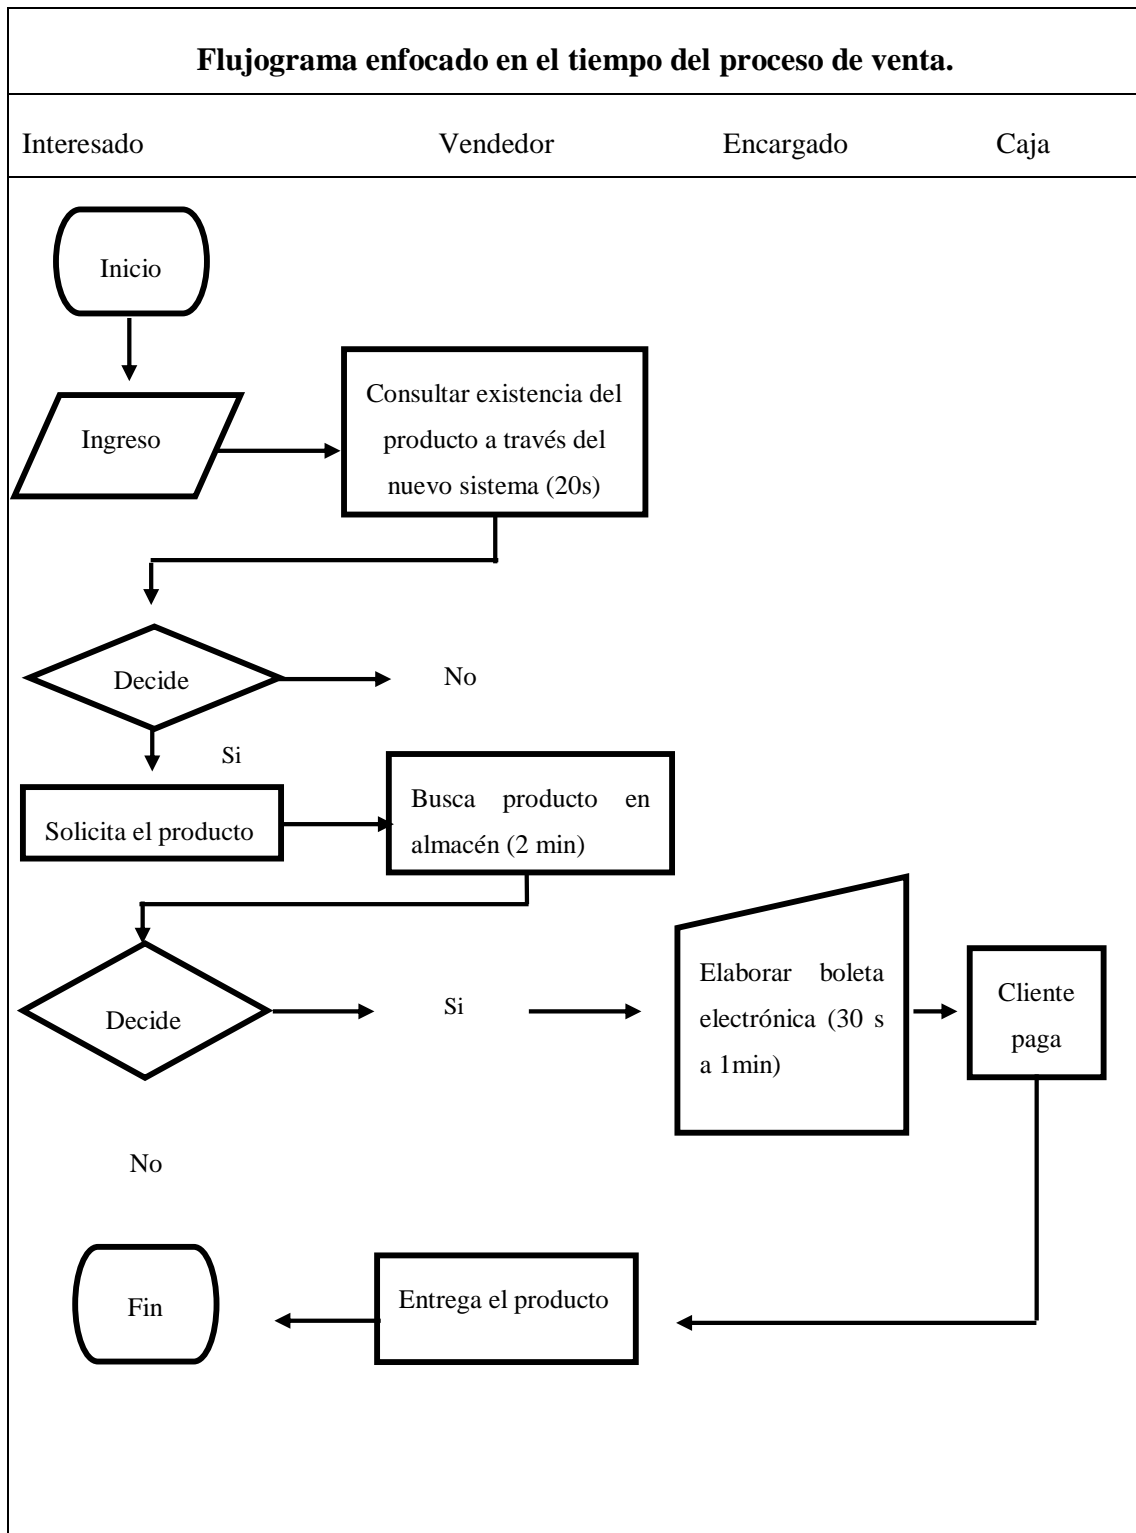 Flujograma enfocado en el tiempo del proceso de venta.
Interesado
Vendedor
Encargado
Caja
Inicio
Ingreso
Consultar existencia del
producto a través del
nuevo sistema (20s)
Decide
No
Si
Solicita el producto
Busca producto en
almacén (2 min)
Decide
Si
Elaborar boleta
electrónica (30 s
a 1min)
Cliente
paga
No
Fin
Entrega el producto